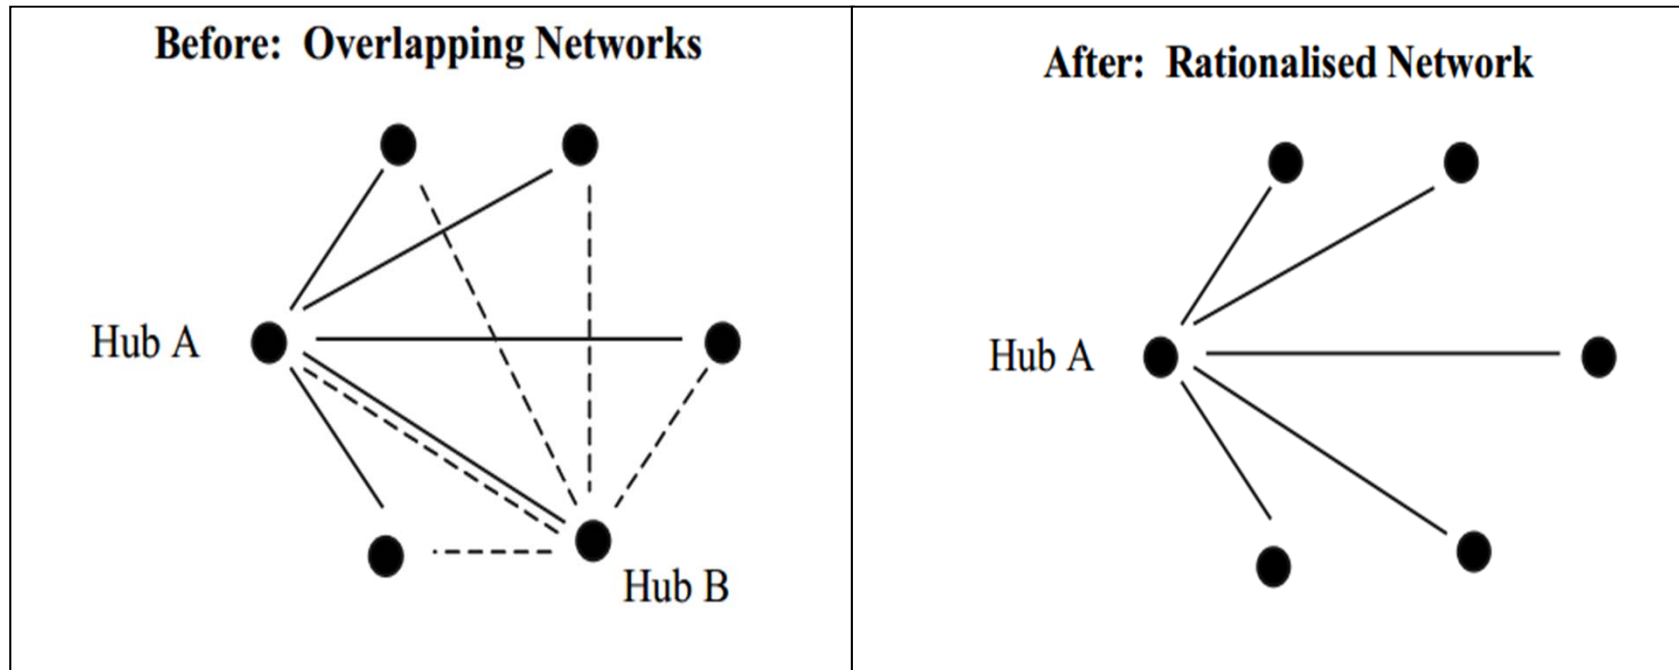 Before: Overlapping Networks
Hub A
Hub B
After: Rationalised Network
Hub A